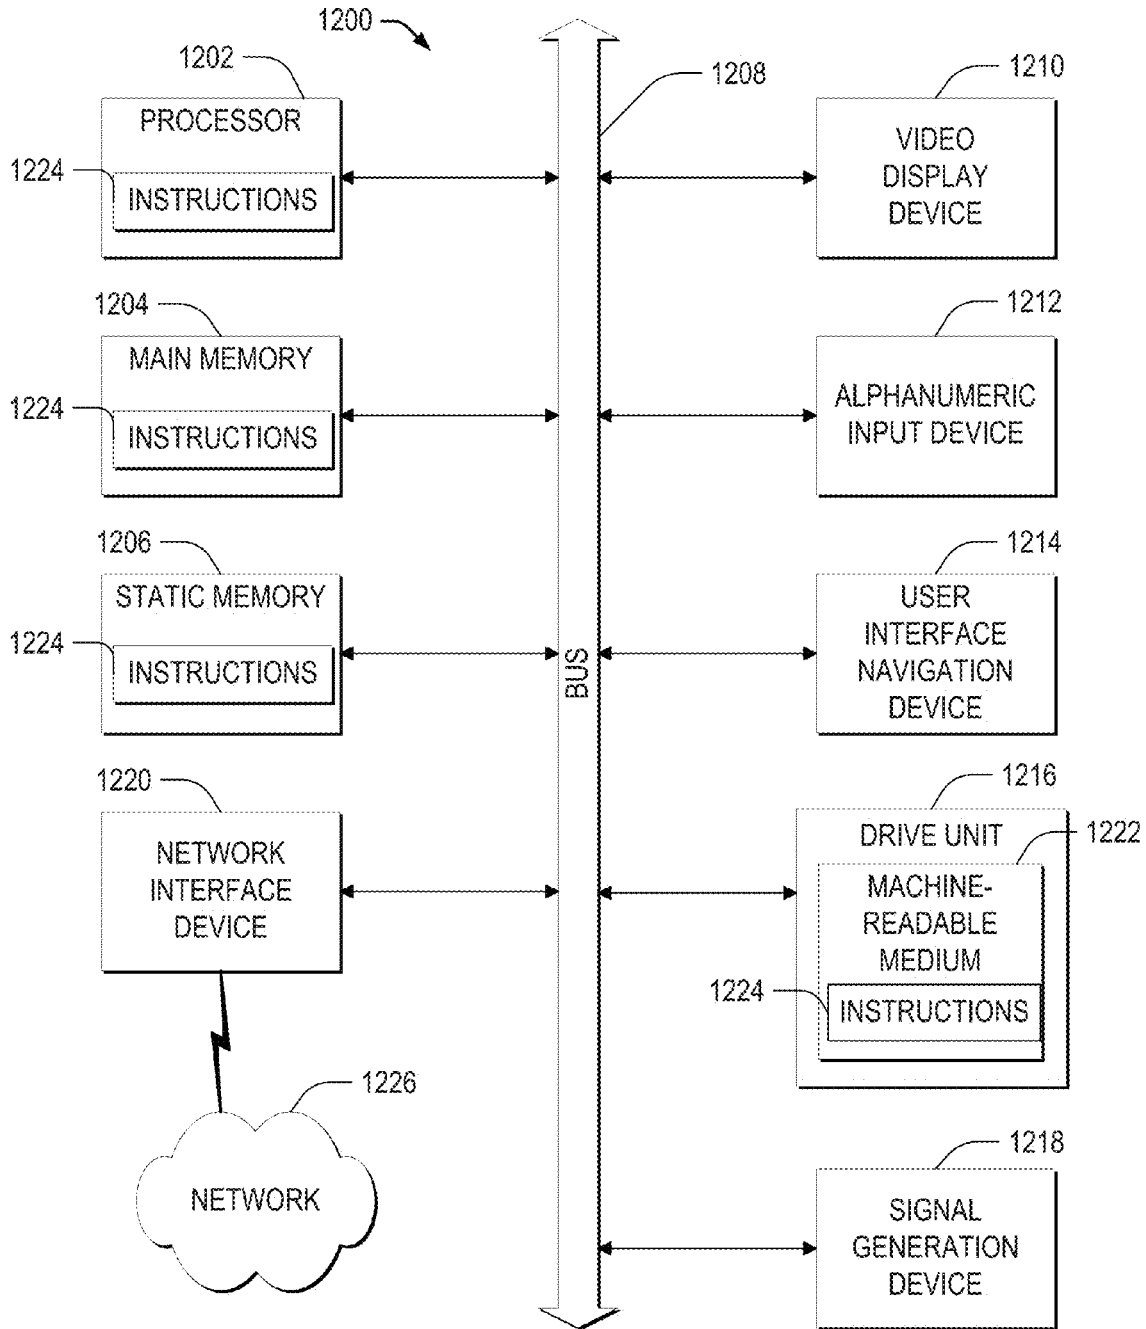 1200
1202
PROCESSOR
1224
INSTRUCTIONS
1204
MAIN MEMORY
1224
INSTRUCTIONS
1206
STATIC MEMORY
1224
INSTRUCTIONS
1220
NETWORK
INTERFACE
DEVICE
1226
NETWORK
1208
BUS
1210
VIDEO
DISPLAY
DEVICE
1212
ALPHANUMERIC
INPUT DEVICE
1214
USER
INTERFACE
NAVIGATION
DEVICE
1216
DRIVE UNIT
1222
MACHINE-
READABLE
MEDIUM
1224
INSTRUCTIONS
1218
SIGNAL
GENERATION
DEVICE